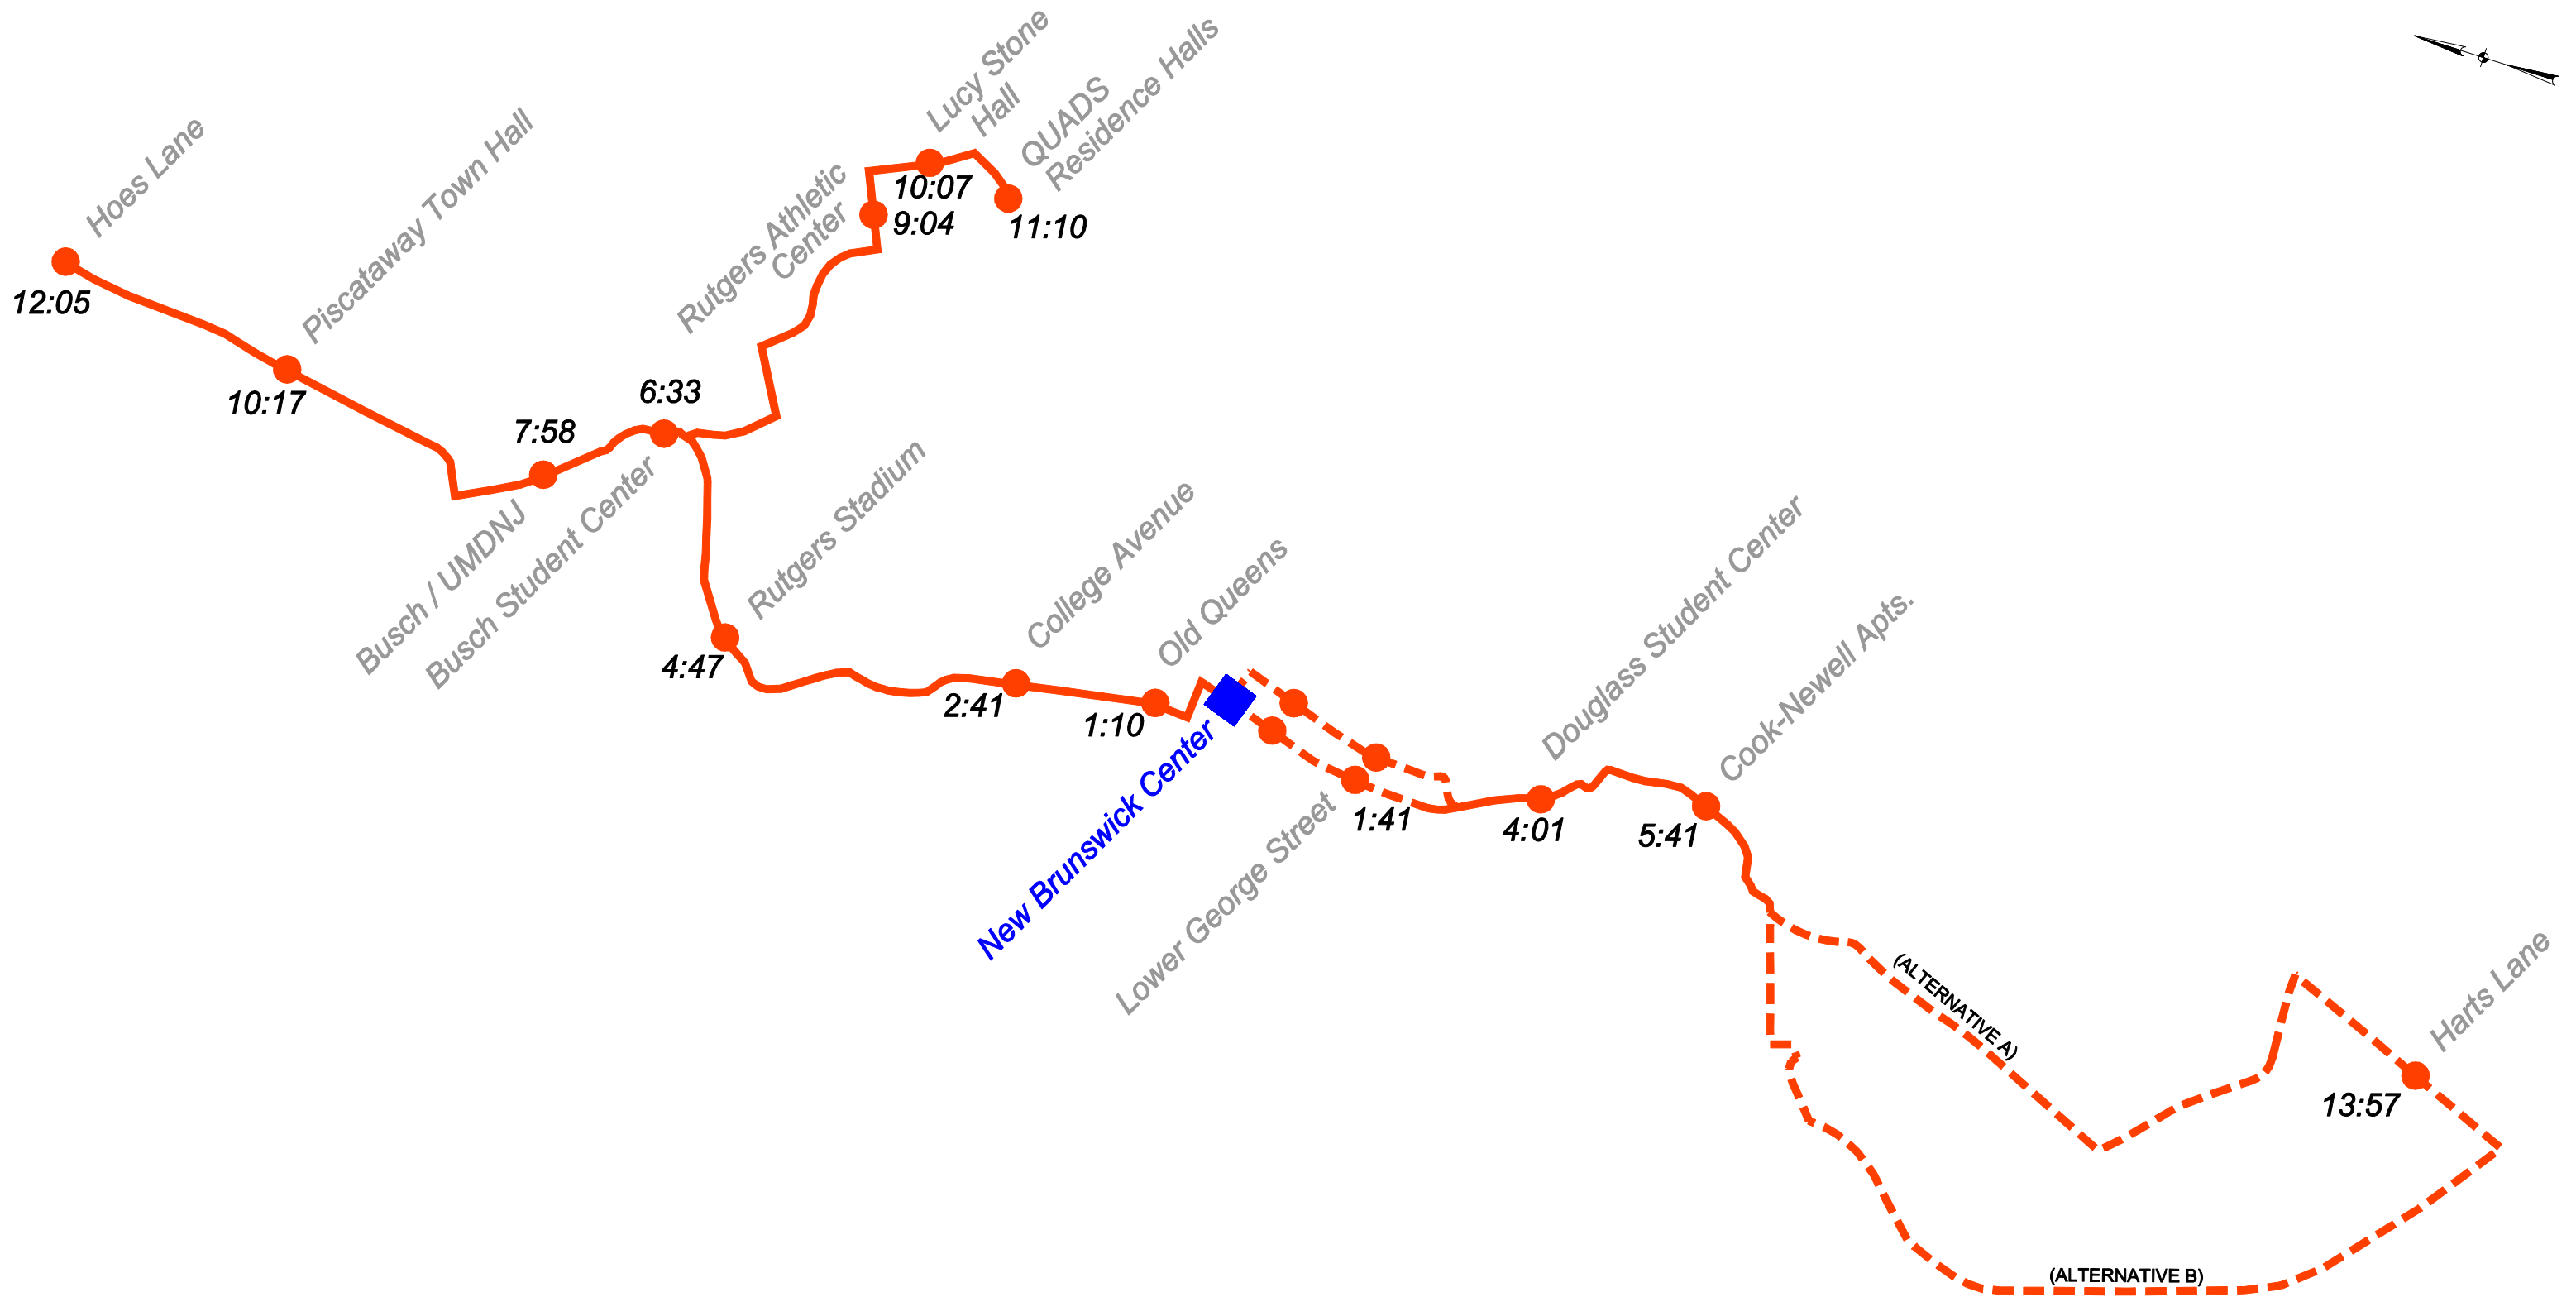 Hoes Lane
12:05
Piscataway Town Hall
10:17
Busch / UMDNJ
7:58
Busch Student Center
6:33
Rutgers Athletic
Center
9:04
Lucy Stone
Hall
10:07
QUADS
Residence Halls
11:10
Rutgers Stadium
4:47
College Avenue
2:41
Old Queens
1:10
New Brunswick Center
Lower George Street
1:41
Douglass Student Center
4:01
Cook-Newell Apts.
5:41
(ALTERNATIVE A)
Harts Lane
13:57
(ALTERNATIVE B)